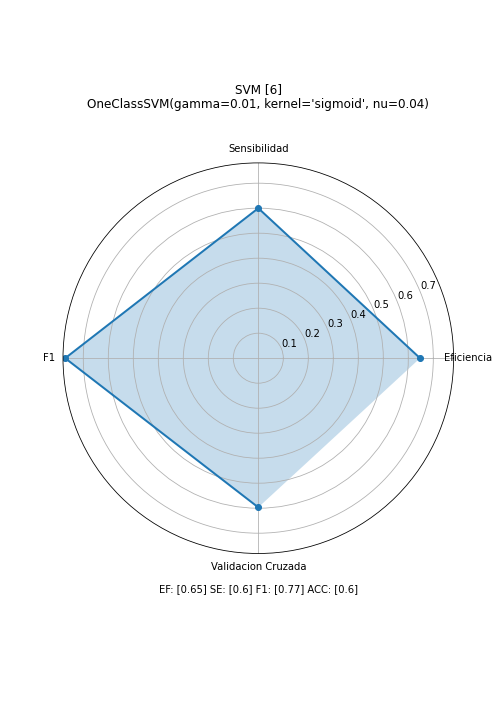 SVM [6]
OneClassSVM(gamma=0.01, kernel='sigmoid', nu=0.04)
Sensibilidad
0.7
0.6
0.5
0.4
0.3
0.2
0.1
F1
Eficiencia
Validacion Cruzada
EF: [0.65] SE: [0.6] F1: [0.77] ACC: [0.6]